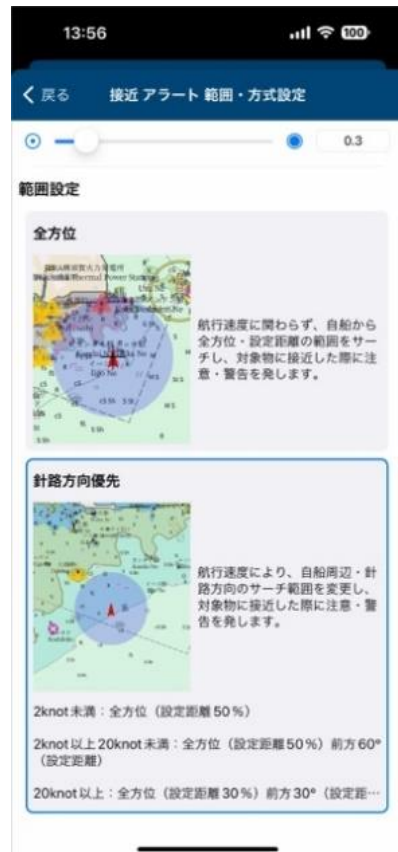 13:56
100
戻る 接近 アラート 範囲・方式設定
0.3
範囲設定
全方位
航行速度に関わらず、自船から
全方位・設定距離の範囲をサー
チし、対象物に接近した際に注
意・警告を発します。
針路方向優先
航行速度により、自船周辺・針
路方向のサーチ範囲を変更し、
対象物に接近した際に注意・警
告を発します。
2knot未満：全方位（設定距離50％）
2knot以上20knot未満：全方位（設定距離50％）前方60°
（設定距離）
20knot以上：全方位（設定距離30％）前方30°（設定距…